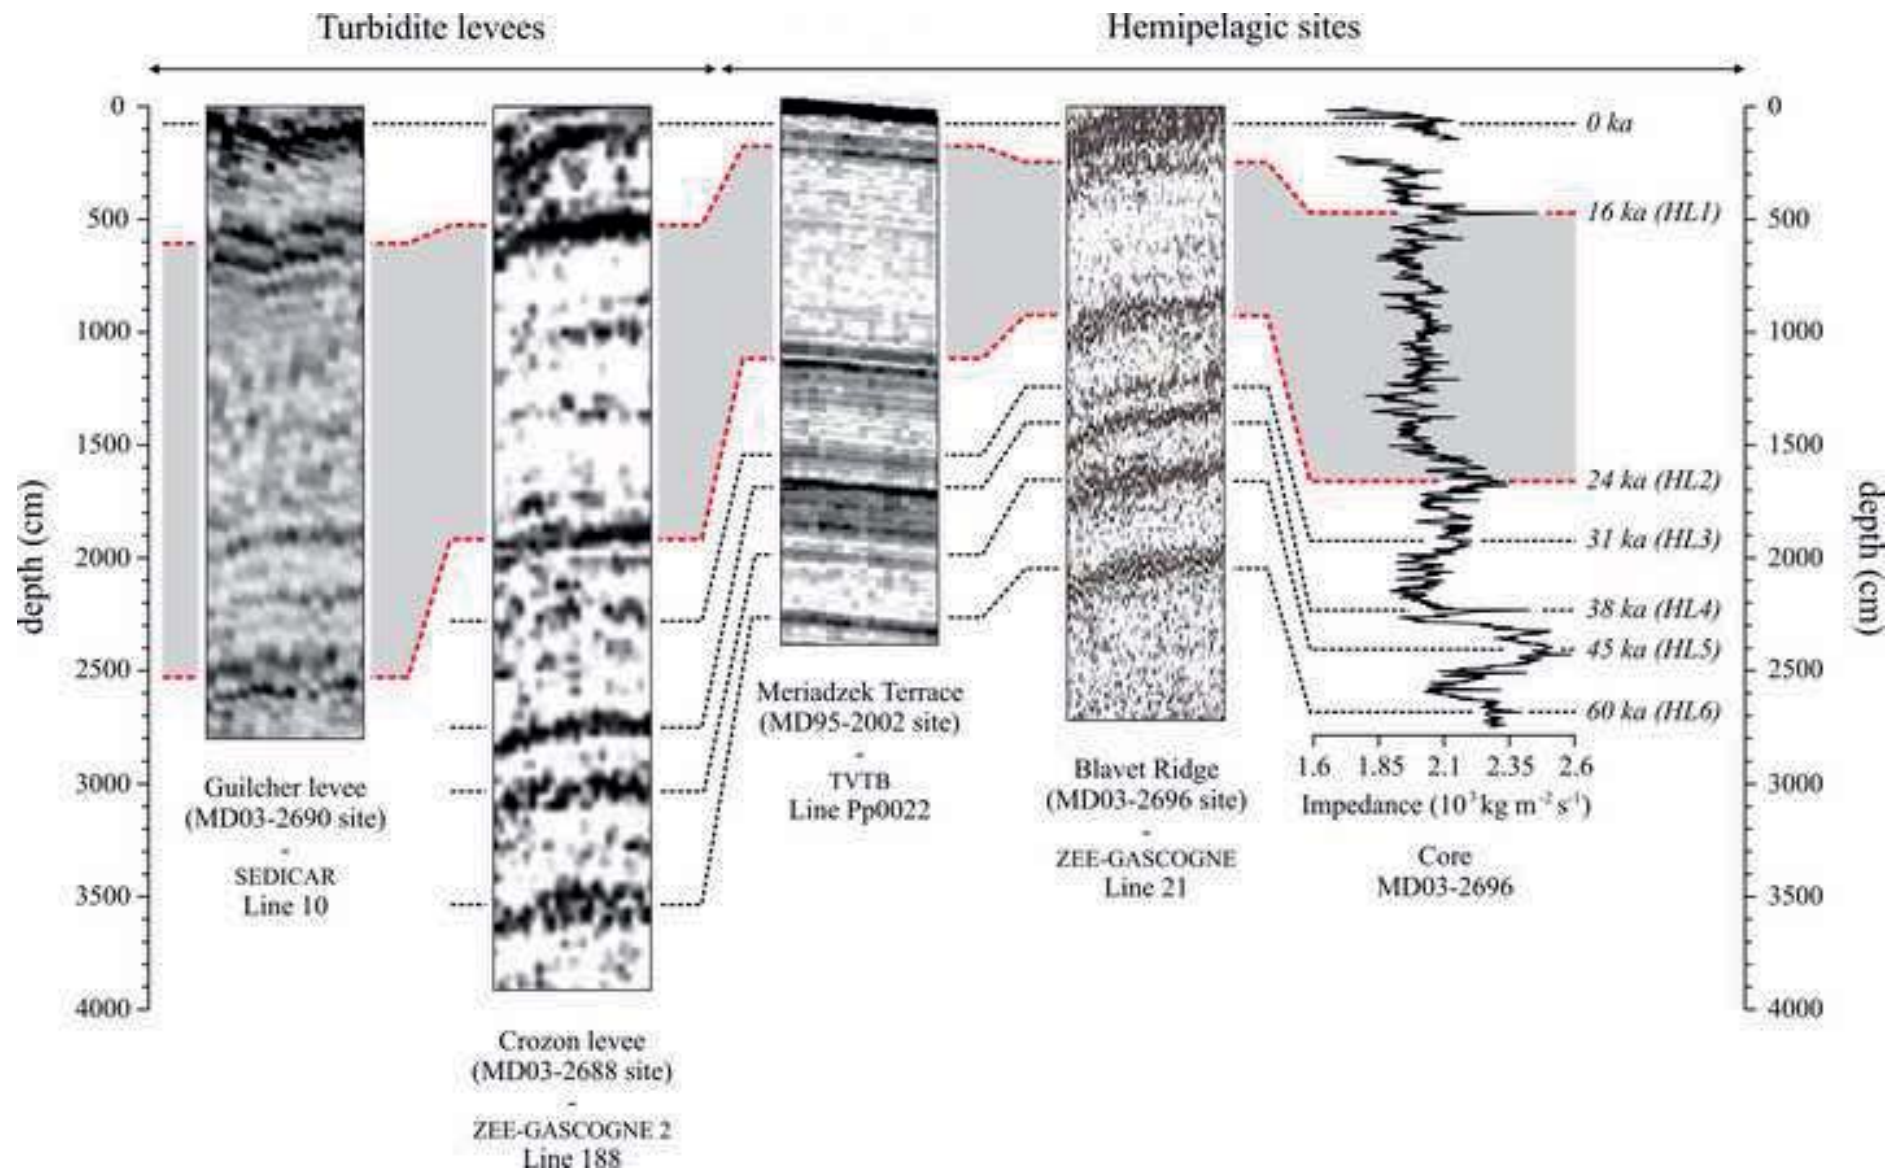 Turbidite levees
Hemipelagic sites
0
500
1000
1500
2000
2500
3000
3500
4000
depth (cm)
Guilcher levee
(MD03-2690 site)
-
SEDICAR
Line 10
Crozon levee
(MD03-2688 site)
-
ZEE-GASCOGNE 2
Line 188
Meriadzek Terrace
(MD95-2002 site)
-
TVTB
Line Pp0022
Blavet Ridge
(MD03-2696 site)
-
ZEE-GASCOGNE
Line 21
0 ka
16 ka (HL1)
24 ka (HL2)
31 ka (HL3)
38 ka (HL4)
45 ka (HL5)
60 ka (HL6)
1.6 1.85 2.1 2.35 2.6
Impedance (10³ kg m⁻² s⁻¹)
Core
MD03-2696
0
500
1000
1500
2000
2500
3000
3500
4000
depth (cm)